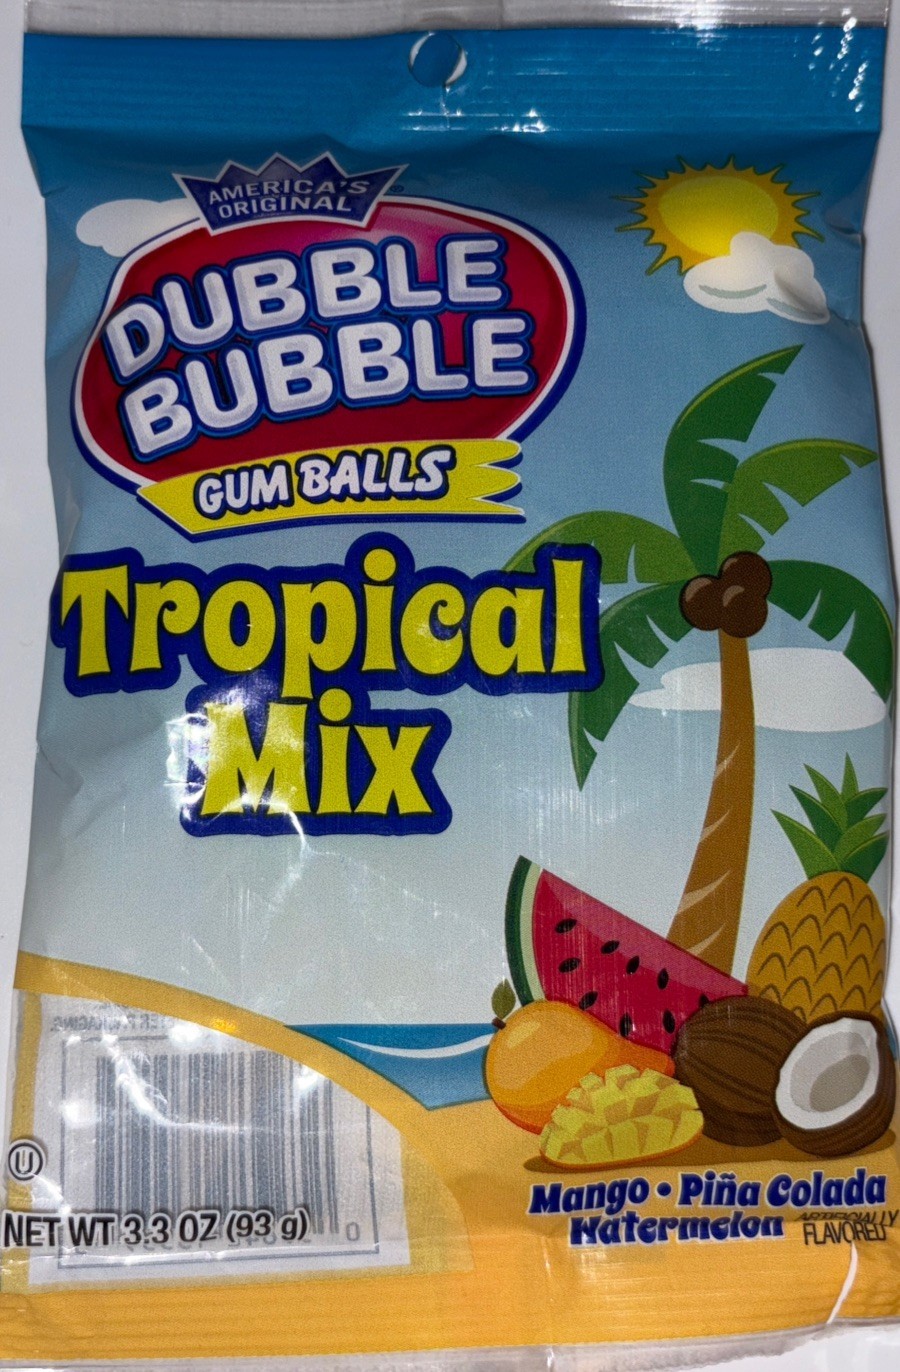 AMERICA'S
ORIGINAL
DUBBLE
BUBBLE
GUM BALLS
Tropical
Mix
Mango • Piña Colada
Watermelon ARTIFICIALLY
FLAVORED
U
NET WT 3.3 OZ (93 g)